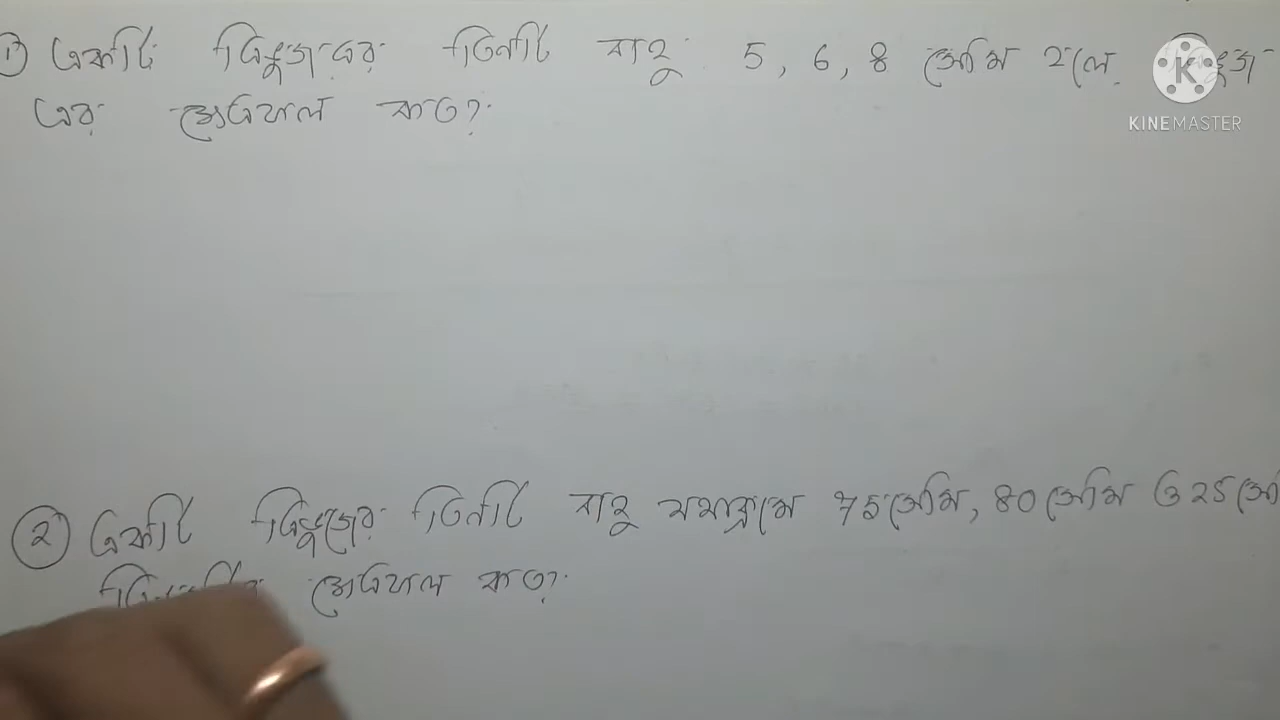 ১) একটি ত্রিভুজ এর তিনটি বাহু 5, 6, 8 সেমি হলে
এর ক্ষেত্রফল কত?
KINEMASTER
২) একটি ত্রিভুজের তিনটি বাহু যথাক্রমে 75 সেমি, 80 সেমি ও
ক্ষেত্রফল কত?